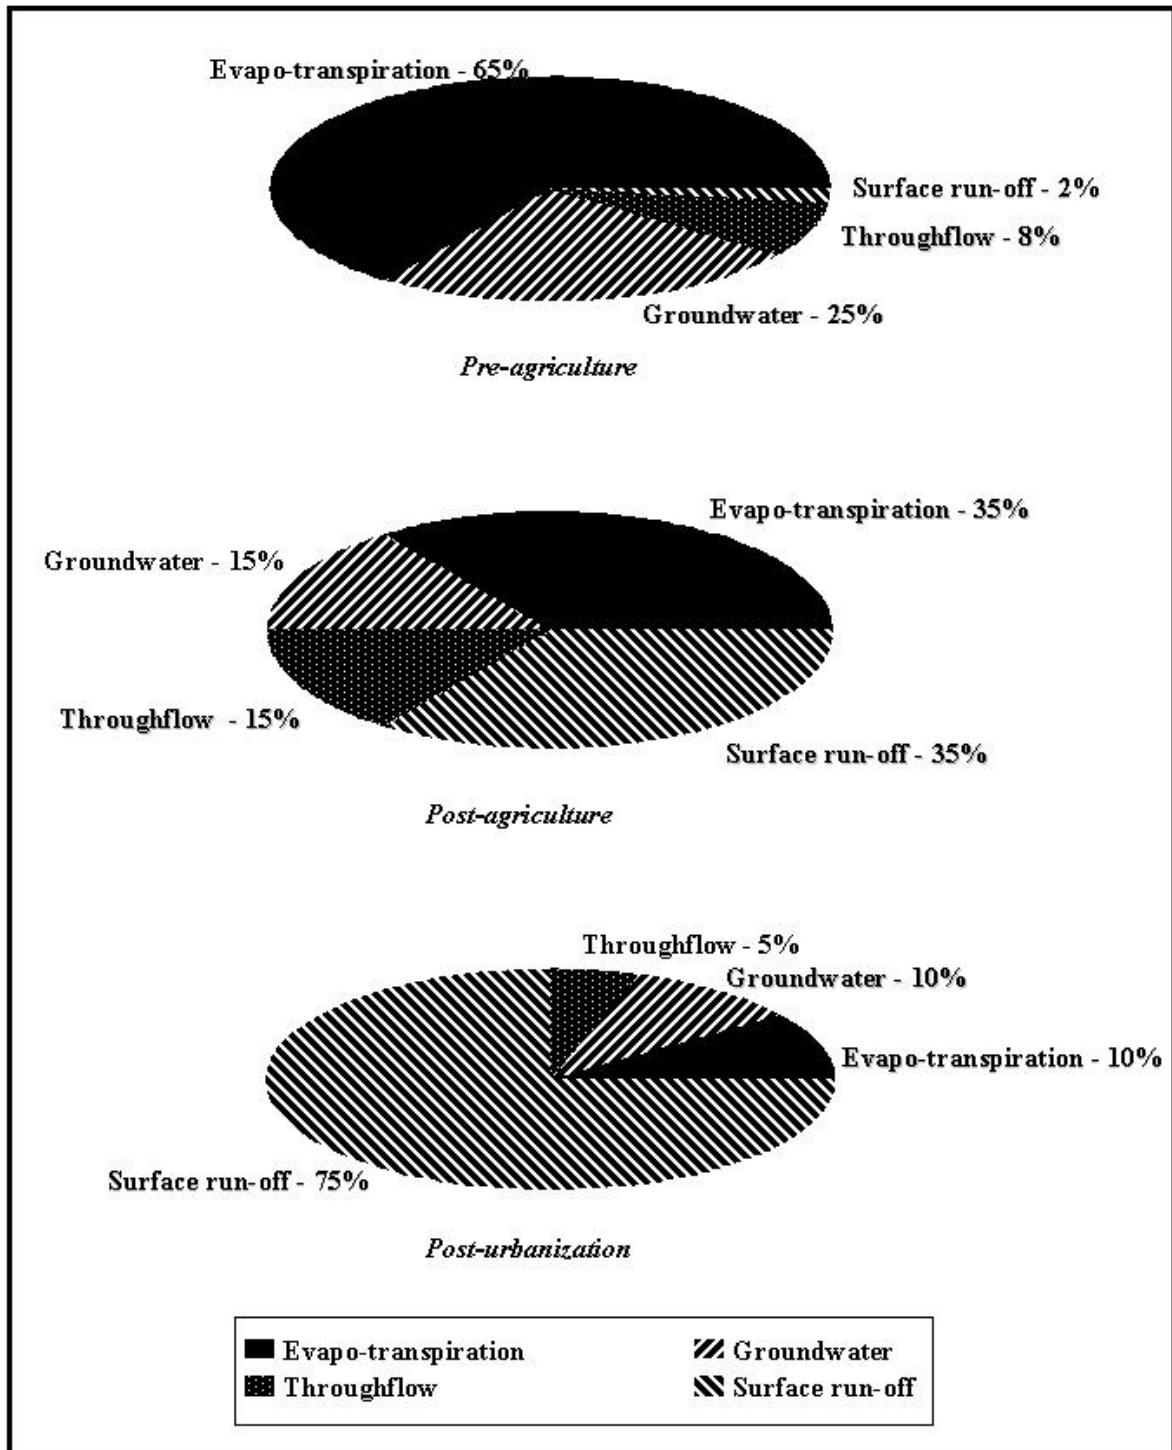 Evapo-transpiration - 65%
Surface run-off - 2%
Throughflow - 8%
Groundwater - 25%
Pre-agriculture
Evapo-transpiration - 35%
Groundwater - 15%
Throughflow - 15%
Surface run-off - 35%
Post-agriculture
Throughflow - 5%
Groundwater - 10%
Evapo-transpiration - 10%
Surface run-off - 75%
Post-urbanization
Evapo-transpiration
Groundwater
Throughflow
Surface run-off